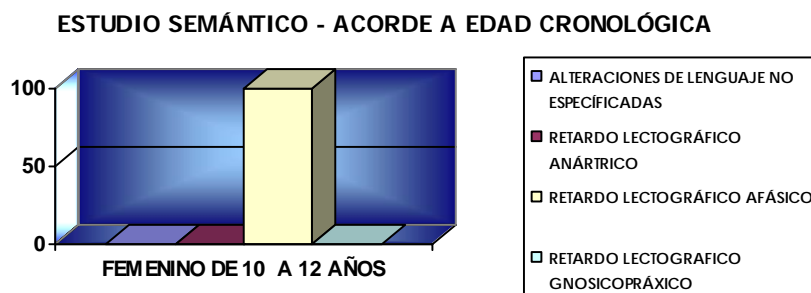 ESTUDIO SEMÁNTICO - ACORDE A EDAD CRONOLÓGICA
100
50
0
FEMENINO DE 10 A 12 AÑOS
ALTERACIONES DE LENGUAJE NO
ESPECÍFICADAS
RETARDO LECTOGRÁFICO
ANÁRTRICO
RETARDO LECTOGRÁFICO AFÁSICO
RETARDO LECTOGRAFICO
GNOSICOPRÁXICO